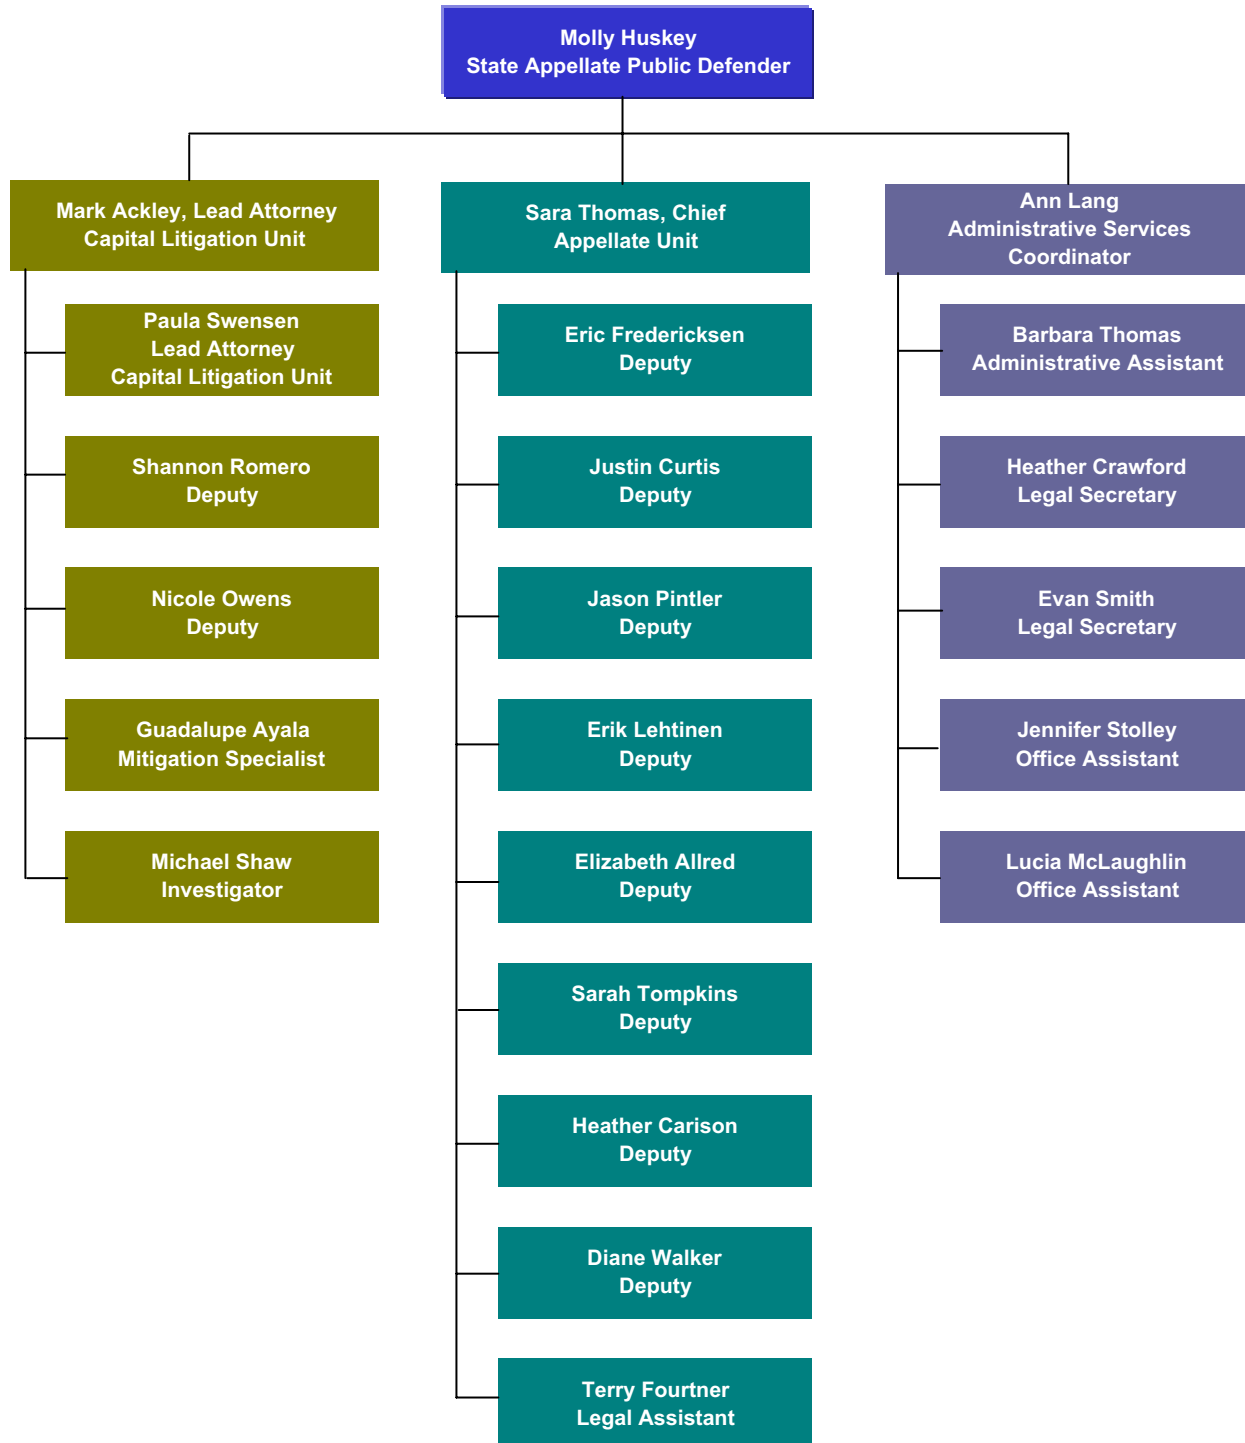 Molly Huskey
State Appellate Public Defender
Mark Ackley, Lead Attorney
Capital Litigation Unit
Paula Swensen
Lead Attorney
Capital Litigation Unit
Shannon Romero
Deputy
Nicole Owens
Deputy
Guadalupe Ayala
Mitigation Specialist
Michael Shaw
Investigator
Sara Thomas, Chief
Appellate Unit
Eric Fredericksen
Deputy
Justin Curtis
Deputy
Jason Pintler
Deputy
Erik Lehtinen
Deputy
Elizabeth Allred
Deputy
Sarah Tompkins
Deputy
Heather Carison
Deputy
Diane Walker
Deputy
Terry Fourtner
Legal Assistant
Ann Lang
Administrative Services
Coordinator
Barbara Thomas
Administrative Assistant
Heather Crawford
Legal Secretary
Evan Smith
Legal Secretary
Jennifer Stolley
Office Assistant
Lucia McLaughlin
Office Assistant